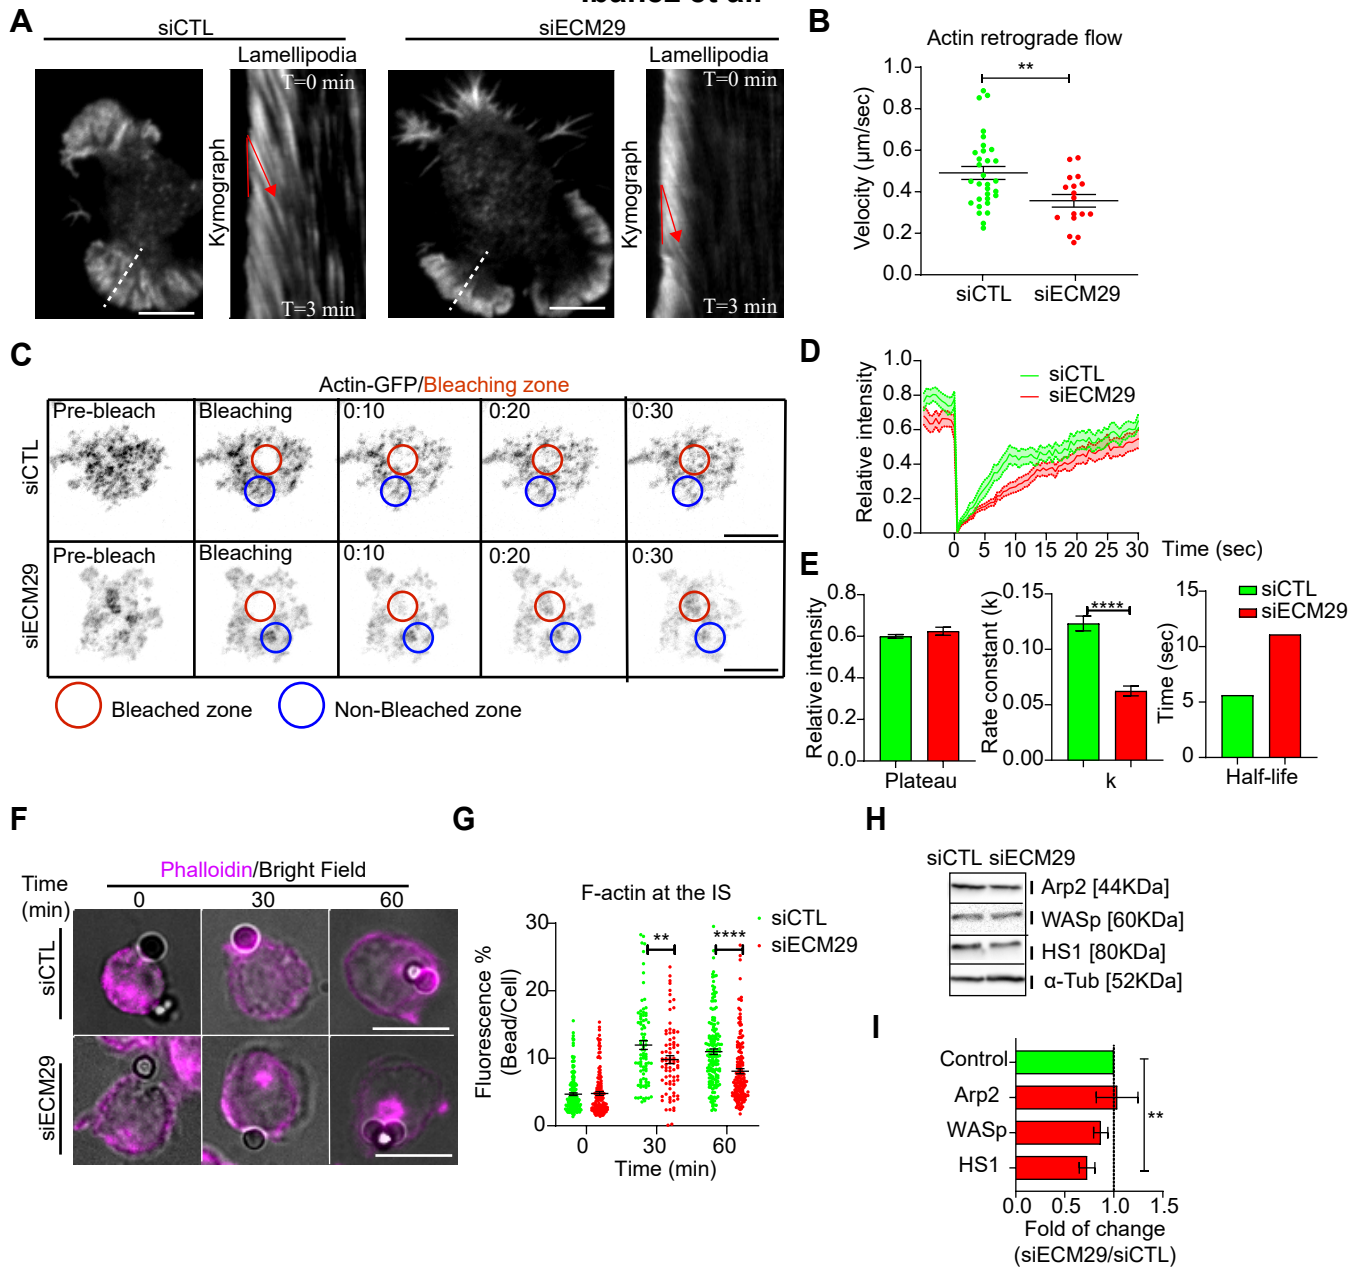 Ibañez et al.
A
siCTL
siECM29
Lamellipodia
Lamellipodia
Kymograph
T=0 min
T=3 min
Kymograph
T=0 min
T=3 min
B
Actin retrograde flow
**
Velocity (µm/sec)
1.0
0.8
0.6
0.4
0.2
0.0
siCTL
siECM29
C
Actin-GFP/Bleaching zone
siCTL
Pre-bleach
Bleaching
0:10
0:20
0:30
siECM29
Pre-bleach
Bleaching
0:10
0:20
0:30
Bleached zone
Non-Bleached zone
D
Relative intensity
1.0
0.8
0.6
0.4
0.2
0.0
siCTL
siECM29
0 5 10 15 20 25 30
Time (sec)
E
Relative intensity
0.8
0.6
0.4
0.2
0.0
Plateau
Rate constant (k)
0.15
0.10
0.05
0.00
****
k
Time (sec)
15
10
5
0
Half-life
siCTL
siECM29
F
Phalloidin/Bright Field
Time
(min)
0
30
60
siCTL
siECM29
G
F-actin at the IS
siCTL
siECM29
Fluorescence %
(Bead/Cell)
30
20
10
0
**
****
0
30
60
Time (min)
H
siCTL siECM29
Arp2 [44KDa]
WASp [60KDa]
HS1 [80KDa]
α-Tub [52KDa]
I
Control
Arp2
WASp
HS1
**
0.0 0.5 1.0 1.5
Fold of change
(siECM29/siCTL)